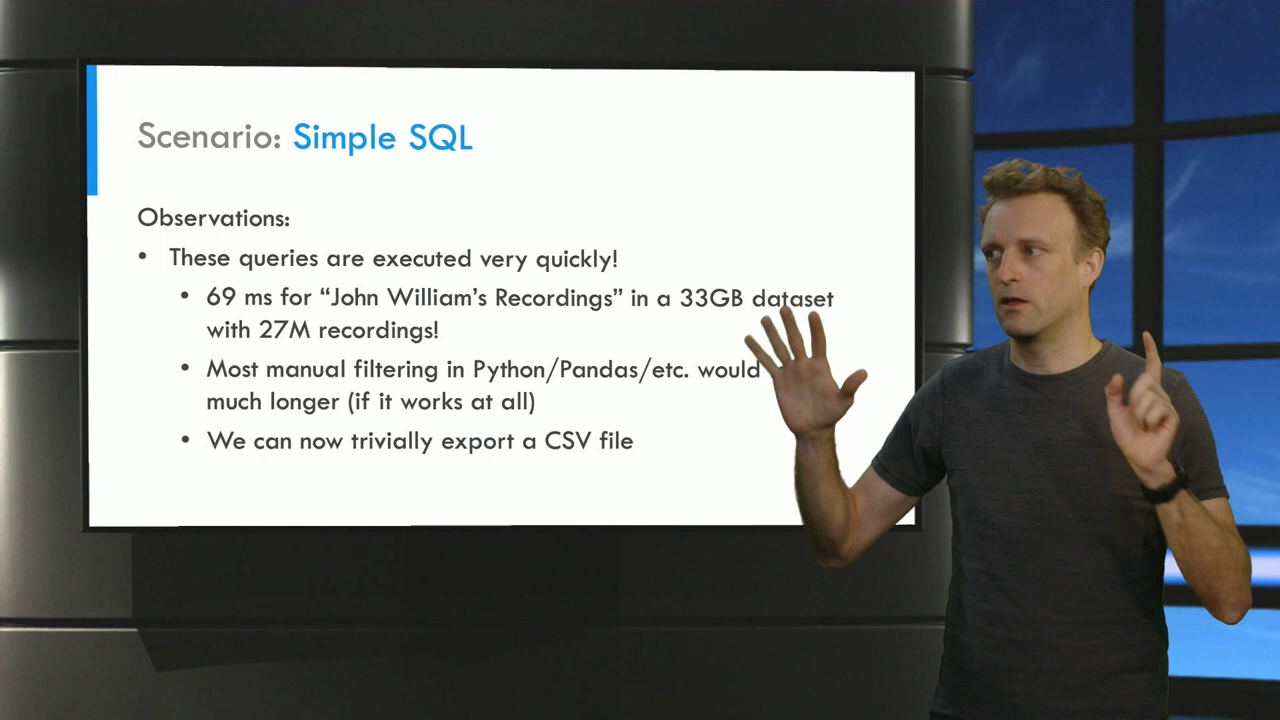 Scenario: Simple SQL
Observations:
• These queries are executed very quickly!
• 69 ms for “John William’s Recordings” in a 33GB dataset
with 27M recordings!
• Most manual filtering in Python/Pandas/etc. would
much longer (if it works at all)
• We can now trivially export a CSV file